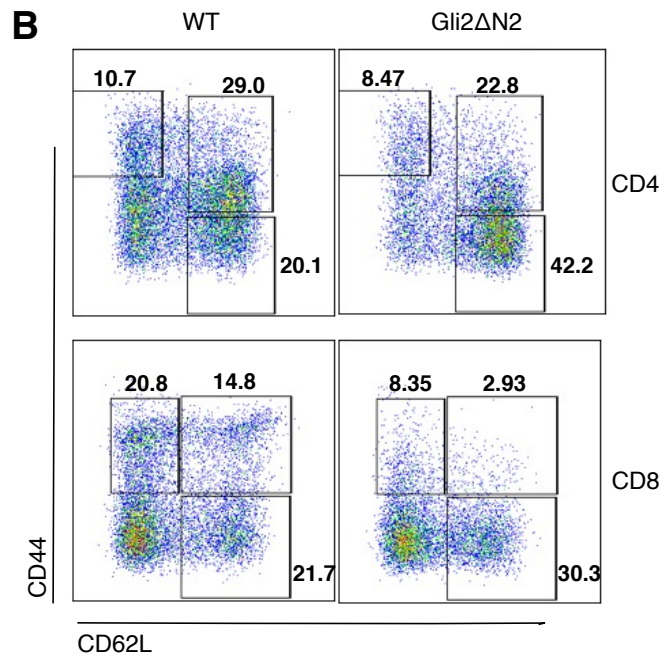 B
WT Gli2ΔN2
10.7 29.0 8.47 22.8
CD4
20.1 42.2
20.8 14.8 8.35 2.93
CD8
21.7 30.3
CD44
CD62L